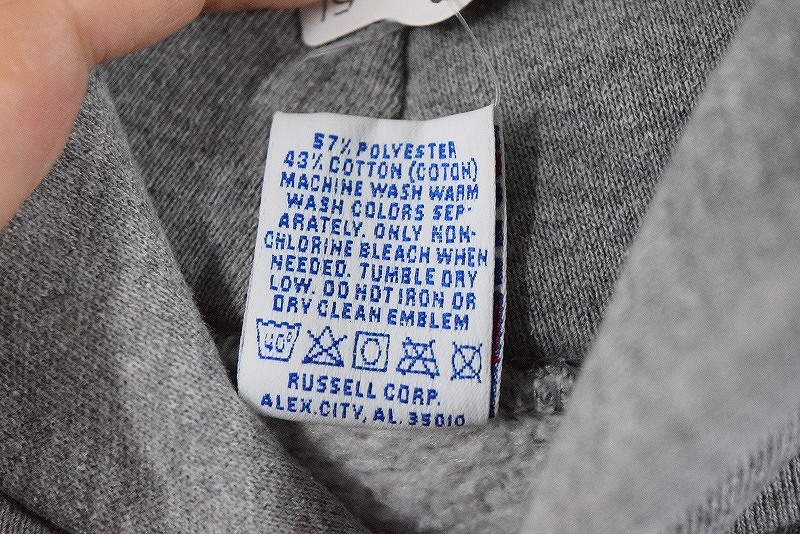 57% POLYESTER
43% COTTON (COTON)
MACHINE WASH WARM
WASH COLORS SEP-
ARATELY. ONLY NON-
CHLORINE BLEACH WHEN
NEEDED. TUMBLE DRY
LOW. DO NOT IRON OR
DRY CLEAN EMBLEM
40°
RUSSELL CORP.
ALEX. CITY, AL. 35010